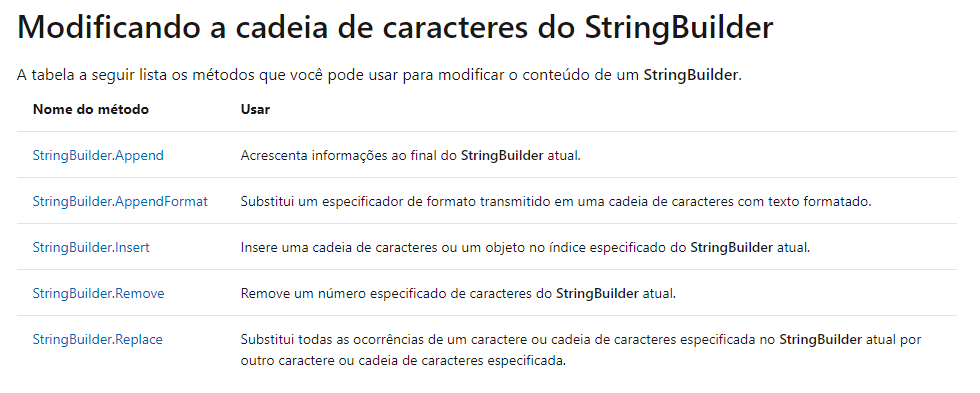 Modificando a cadeia de caracteres do StringBuilder
A tabela a seguir lista os métodos que você pode usar para modificar o conteúdo de um StringBuilder.
Nome do método Usar
StringBuilder.Append Acrescenta informações ao final do StringBuilder atual.
StringBuilder.AppendFormat Substitui um especificador de formato transmitido em uma cadeia de caracteres com texto formatado.
StringBuilder.Insert Insere uma cadeia de caracteres ou um objeto no índice especificado do StringBuilder atual.
StringBuilder.Remove Remove um número especificado de caracteres do StringBuilder atual.
StringBuilder.Replace Substitui todas as ocorrências de um caractere ou cadeia de caracteres especificada no StringBuilder atual por
outro caractere ou cadeia de caracteres especificada.